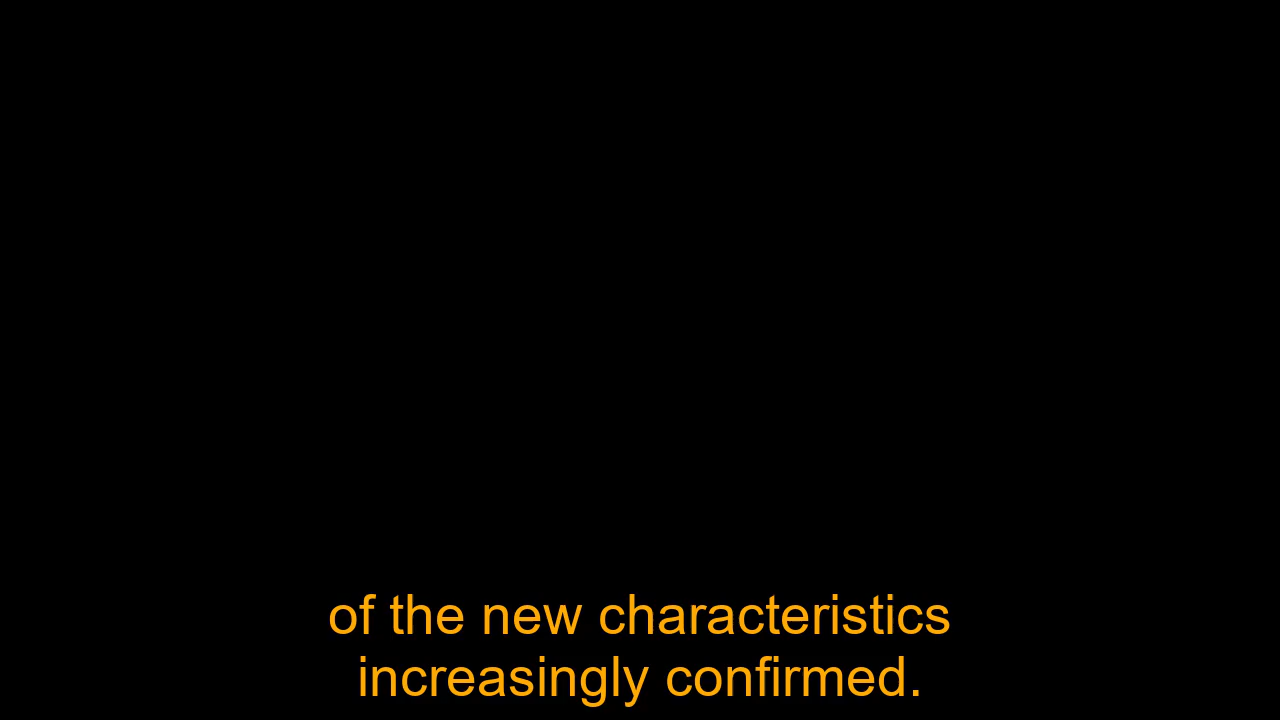 of the new characteristics
increasingly confirmed.